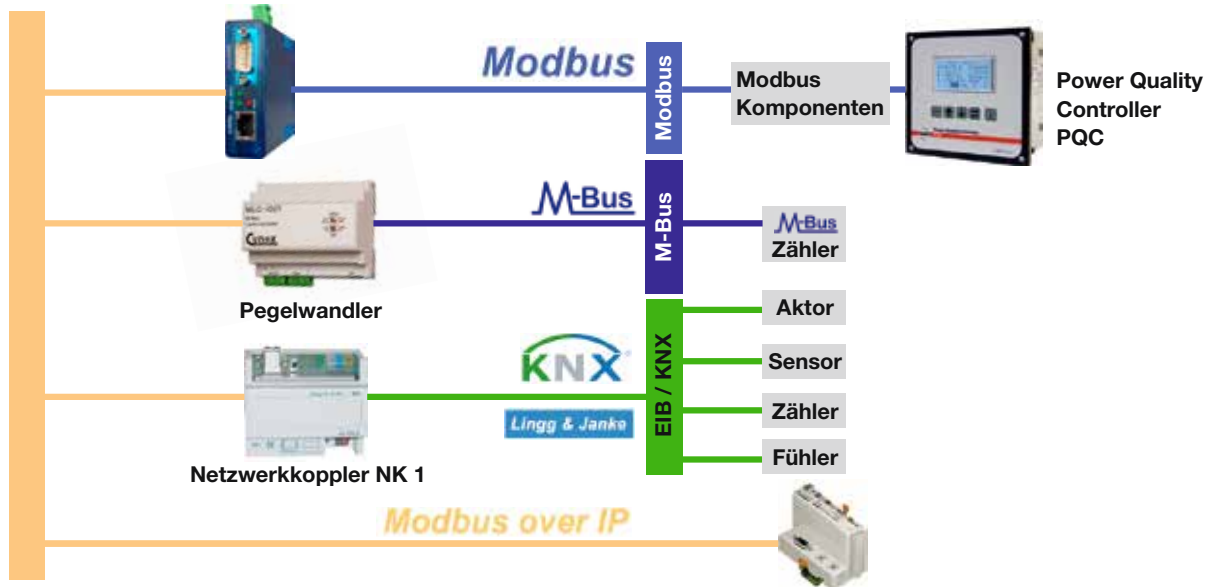 Modbus
Modbus
Modbus
Komponenten
Power Quality
Controller
PQC
M-Bus
M-Bus
M-Bus
Zähler
Pegelwandler
KNX
Lingg & Janke
EIB / KNX
Aktor
Sensor
Zähler
Fühler
Netzwerkkoppler NK 1
Modbus over IP